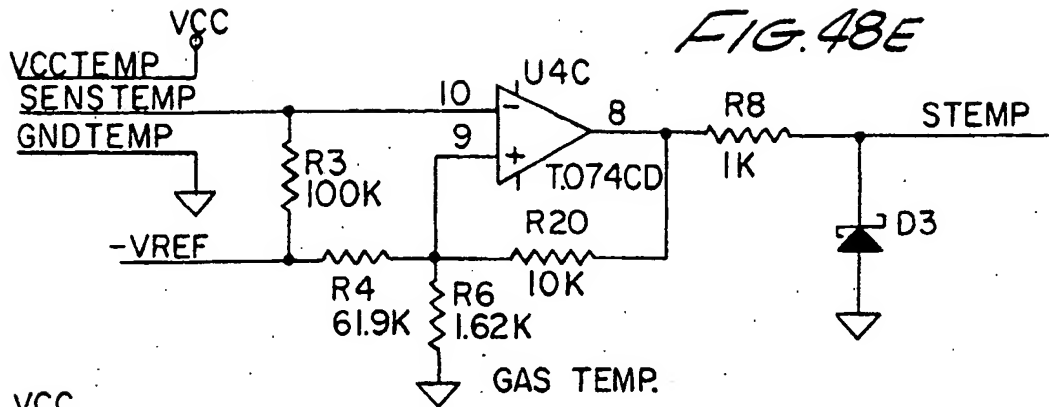 FIG. 48E
VCC
VCCTEMP
SENSTEMP
GNDTEMP
10
-
9
+
U4C
8
T.074CD
R8
1K
STEMP
R3
100K
-VREF
R4
61.9K
R6
1.62K
R20
10K
D3
GAS TEMP.
VCC